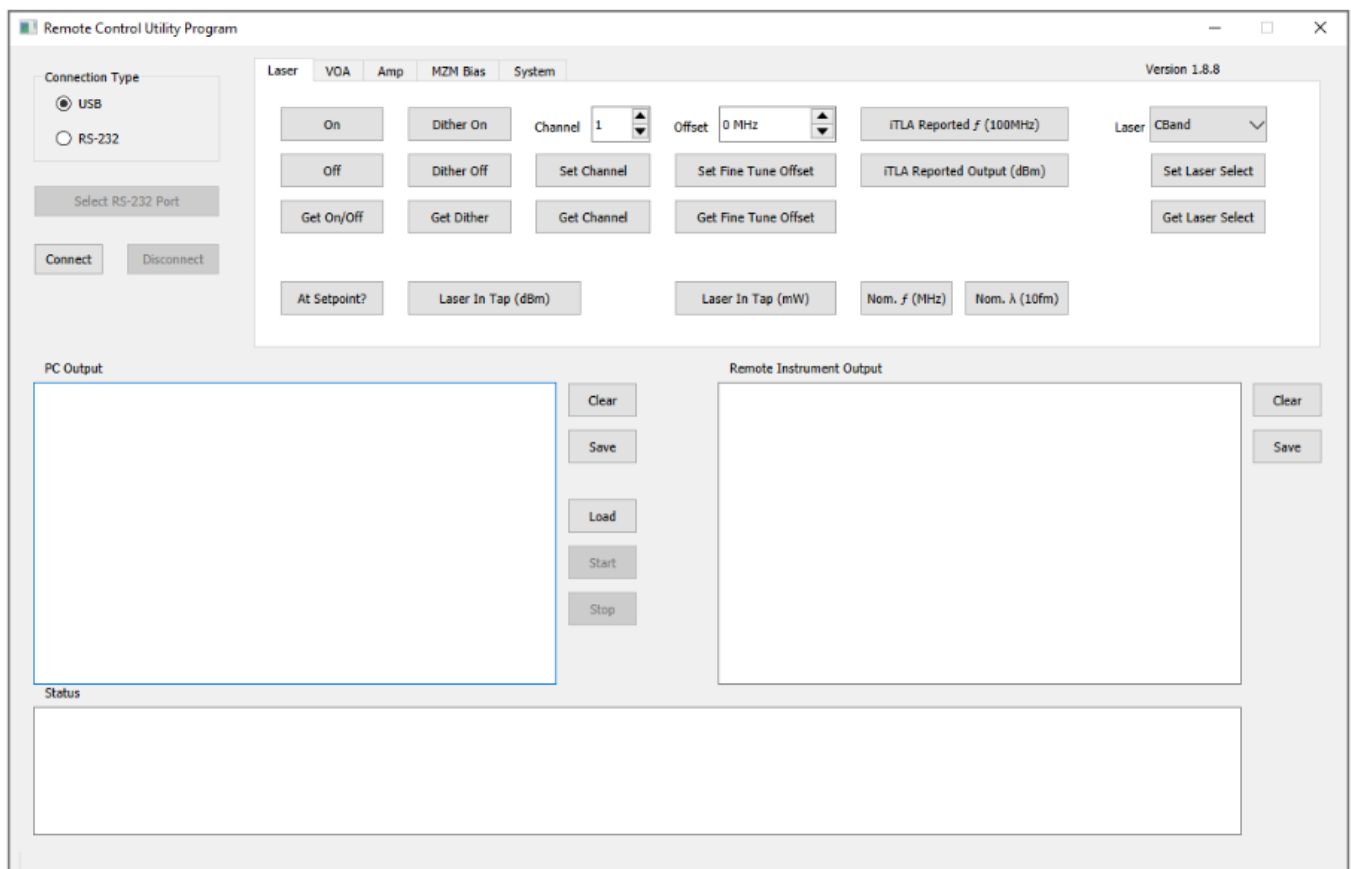 Remote Control Utility Program
Connection Type
USB
RS-232
Select RS-232 Port
Connect Disconnect
Laser VOA Amp MZM Bias System
Version 1.8.8
On Dither On Channel 1 Offset 0 MHz iTLA Reported ƒ (100MHz) Laser CBand
Off Dither Off Set Channel Set Fine Tune Offset iTLA Reported Output (dBm) Set Laser Select
Get On/Off Get Dither Get Channel Get Fine Tune Offset Get Laser Select
At Setpoint? Laser In Tap (dBm) Laser In Tap (mW) Nom. ƒ (MHz) Nom. λ (10fm)
PC Output
Clear
Save
Load
Start
Stop
Remote Instrument Output
Clear
Save
Status